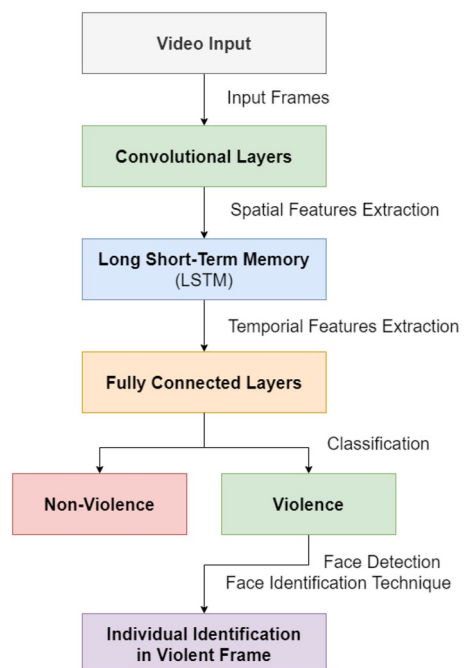 Video Input
Input Frames
Convolutional Layers
Spatial Features Extraction
Long Short-Term Memory
(LSTM)
Temporial Features Extraction
Fully Connected Layers
Classification
Non-Violence
Violence
Face Detection
Face Identification Technique
Individual Identification
in Violent Frame